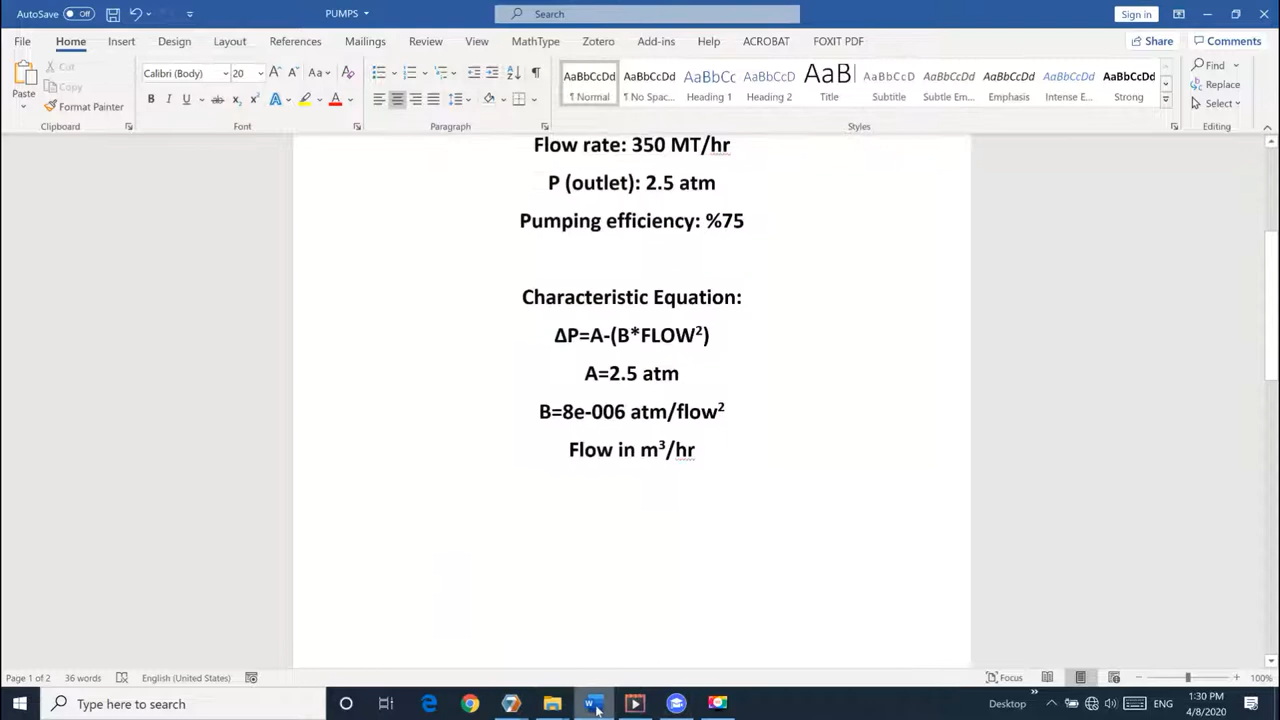 AutoSave Off
PUMPS
Search
Sign in
File Home Insert Design Layout References Mailings Review View MathType Zotero Add-ins Help ACROBAT FOXIT PDF
Share Comments
Paste
Cut
Copy
Format Painter
Calibri (Body) 20
AaBbCcDd AaBbCcDd AaBbCc AaBbCcD AaB AaBbCcD AaBbCcDd AaBbCcDd AaBbCcDd AaBbCcDd
¶ Normal ¶ No Spac... Heading 1 Heading 2 Title Subtitle Subtle Em... Emphasis Intense E... Strong
Find
Replace
Select
Clipboard Font Paragraph Styles Editing
Flow rate: 350 MT/hr
P (outlet): 2.5 atm
Pumping efficiency: %75
Characteristic Equation:
ΔP=A-(B*FLOW²)
A=2.5 atm
B=8e-006 atm/flow²
Flow in m³/hr
Page 1 of 2 36 words English (United States) Focus 100%
Type here to search
Desktop
ENG
1:30 PM
4/8/2020